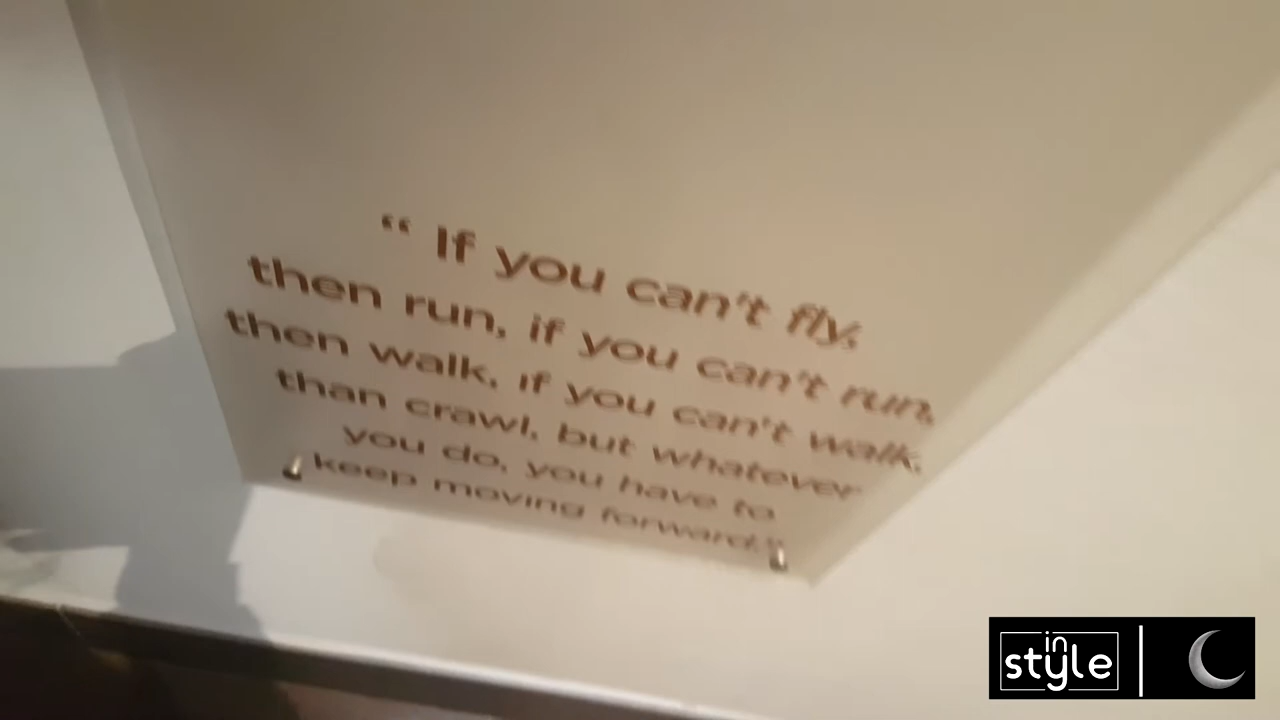 “ If you can't fly,
then run, if you can't run,
then walk, if you can't walk,
than crawl, but whatever
you do, you have to
keep moving forward.”
in
style